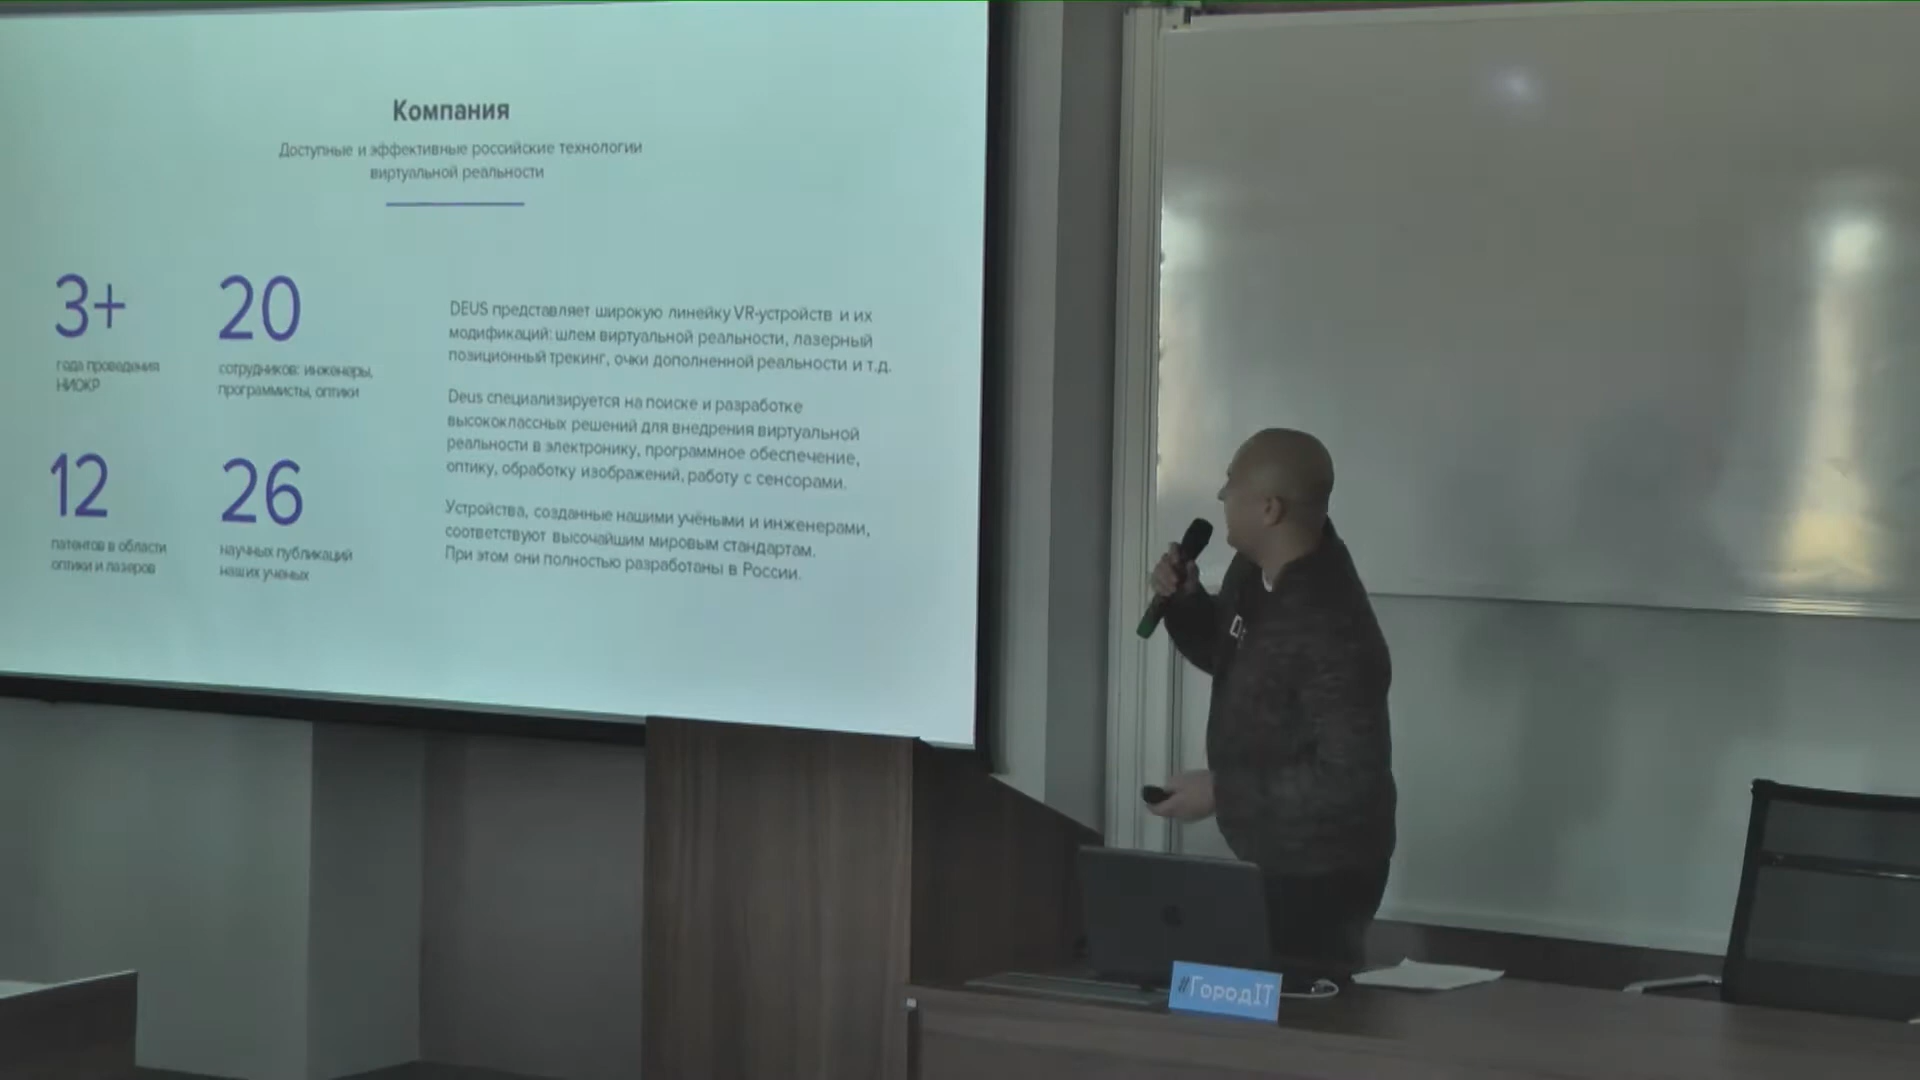 Компания
Доступные и эффективные российские технологии
виртуальной реальности
3+
года проведения
НИОКР
20
сотрудников: инженеры,
программисты, оптики
12
патентов в области
оптики и лазеров
26
научных публикаций
наших ученых
DEUS представляет широкую линейку VR-устройств и их
модификаций: шлем виртуальной реальности, лазерный
позиционный трекинг, очки дополненной реальности и т.д.
Deus специализируется на поиске и разработке
высококлассных решений для внедрения виртуальной
реальности в электронику, программное обеспечение,
оптику, обработку изображений, работу с сенсорами.
Устройства, созданные нашими учёными и инженерами,
соответствуют высочайшим мировым стандартам.
При этом они полностью разработаны в России.
#ГородIT